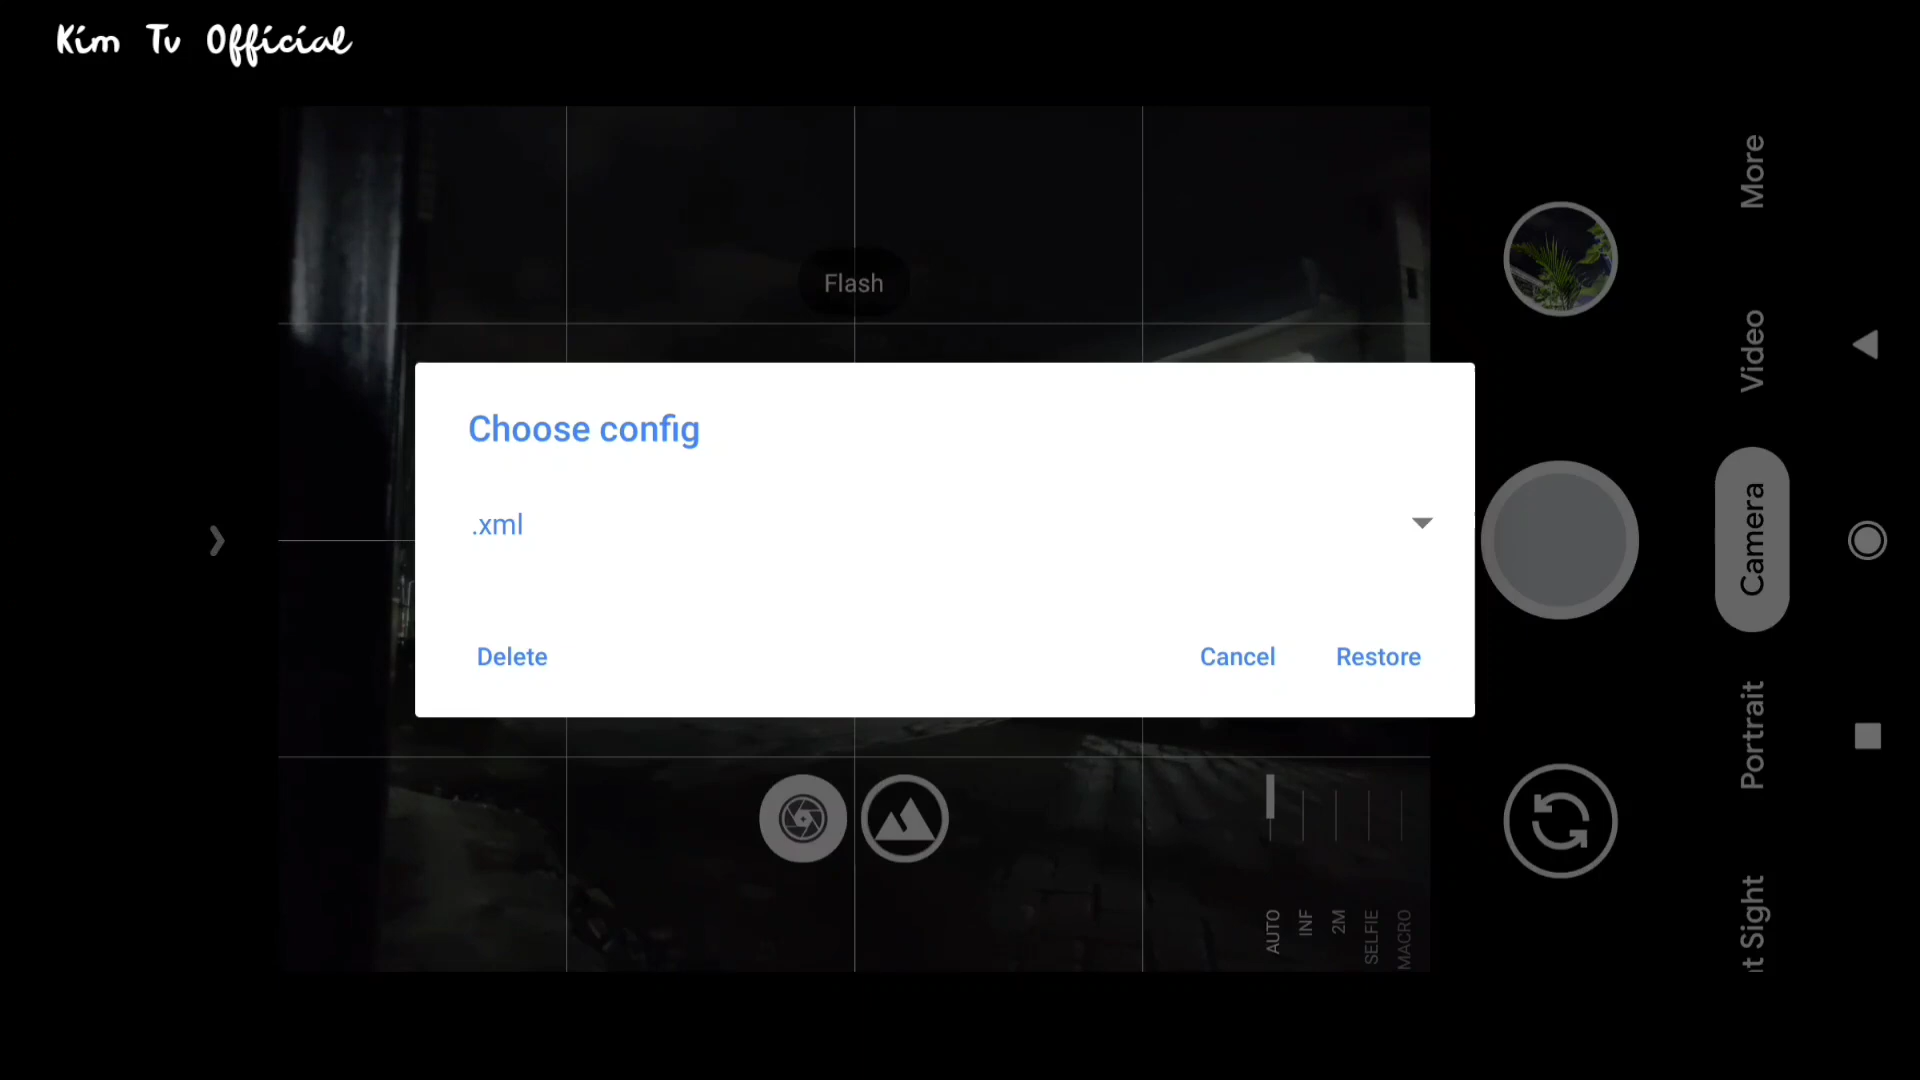 Kim Tv Official
More
Flash
Video
Choose config
.xml
Camera
Delete
Cancel
Restore
Portrait
AUTO
INF
2M
SELFIE
MACRO
t Sight